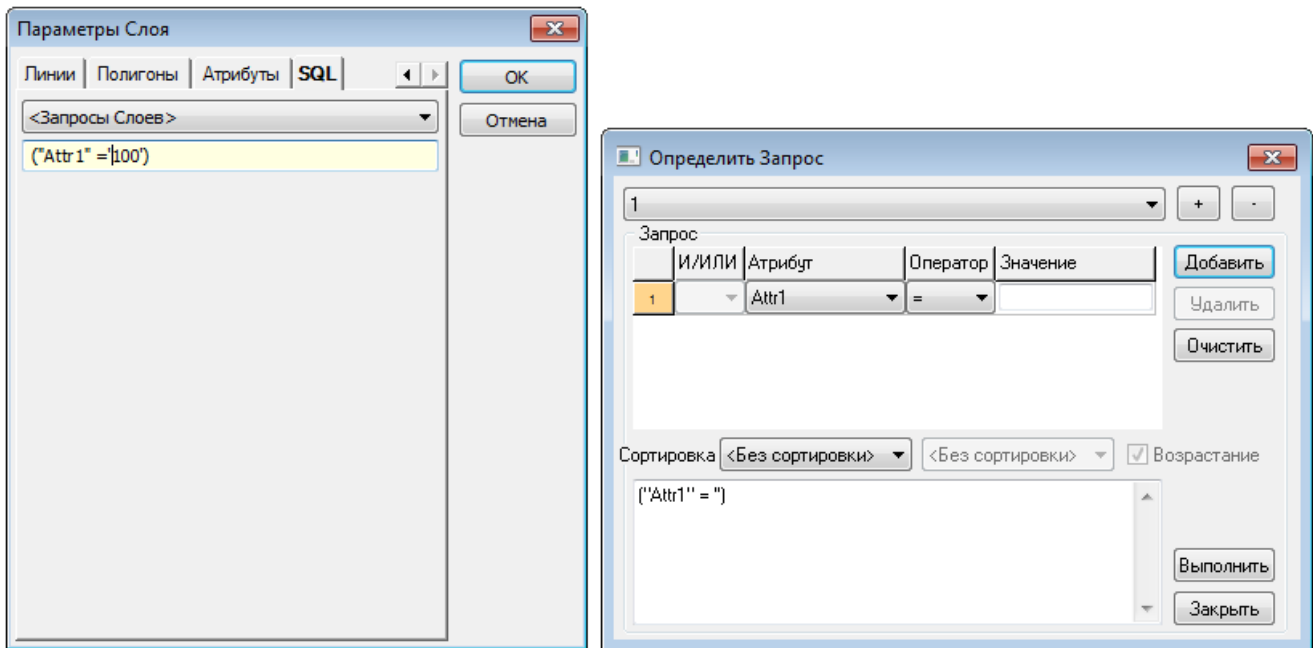 Параметры Слоя
Линии Полигоны Атрибуты SQL
OK
<Запросы Слоев>
Отмена
("Attr1" ='100')
Определить Запрос
1 + -
Запрос
И/ИЛИ Атрибут Оператор Значение
Добавить
1 Attr1 =
Удалить
Очистить
Сортировка <Без сортировки> <Без сортировки> Возрастание
("Attr1" = '')
Выполнить
Закрыть